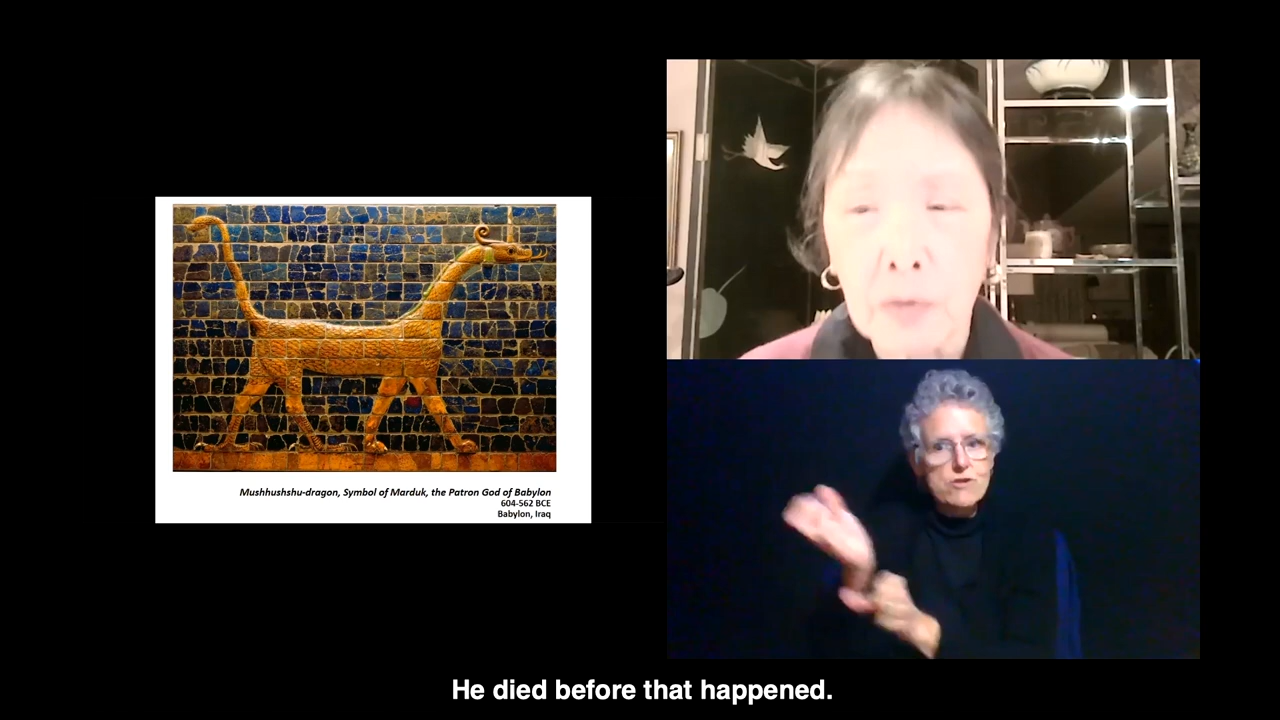 Mushhushshu-dragon, Symbol of Marduk, the Patron God of Babylon
604-562 BCE
Babylon, Iraq
He died before that happened.